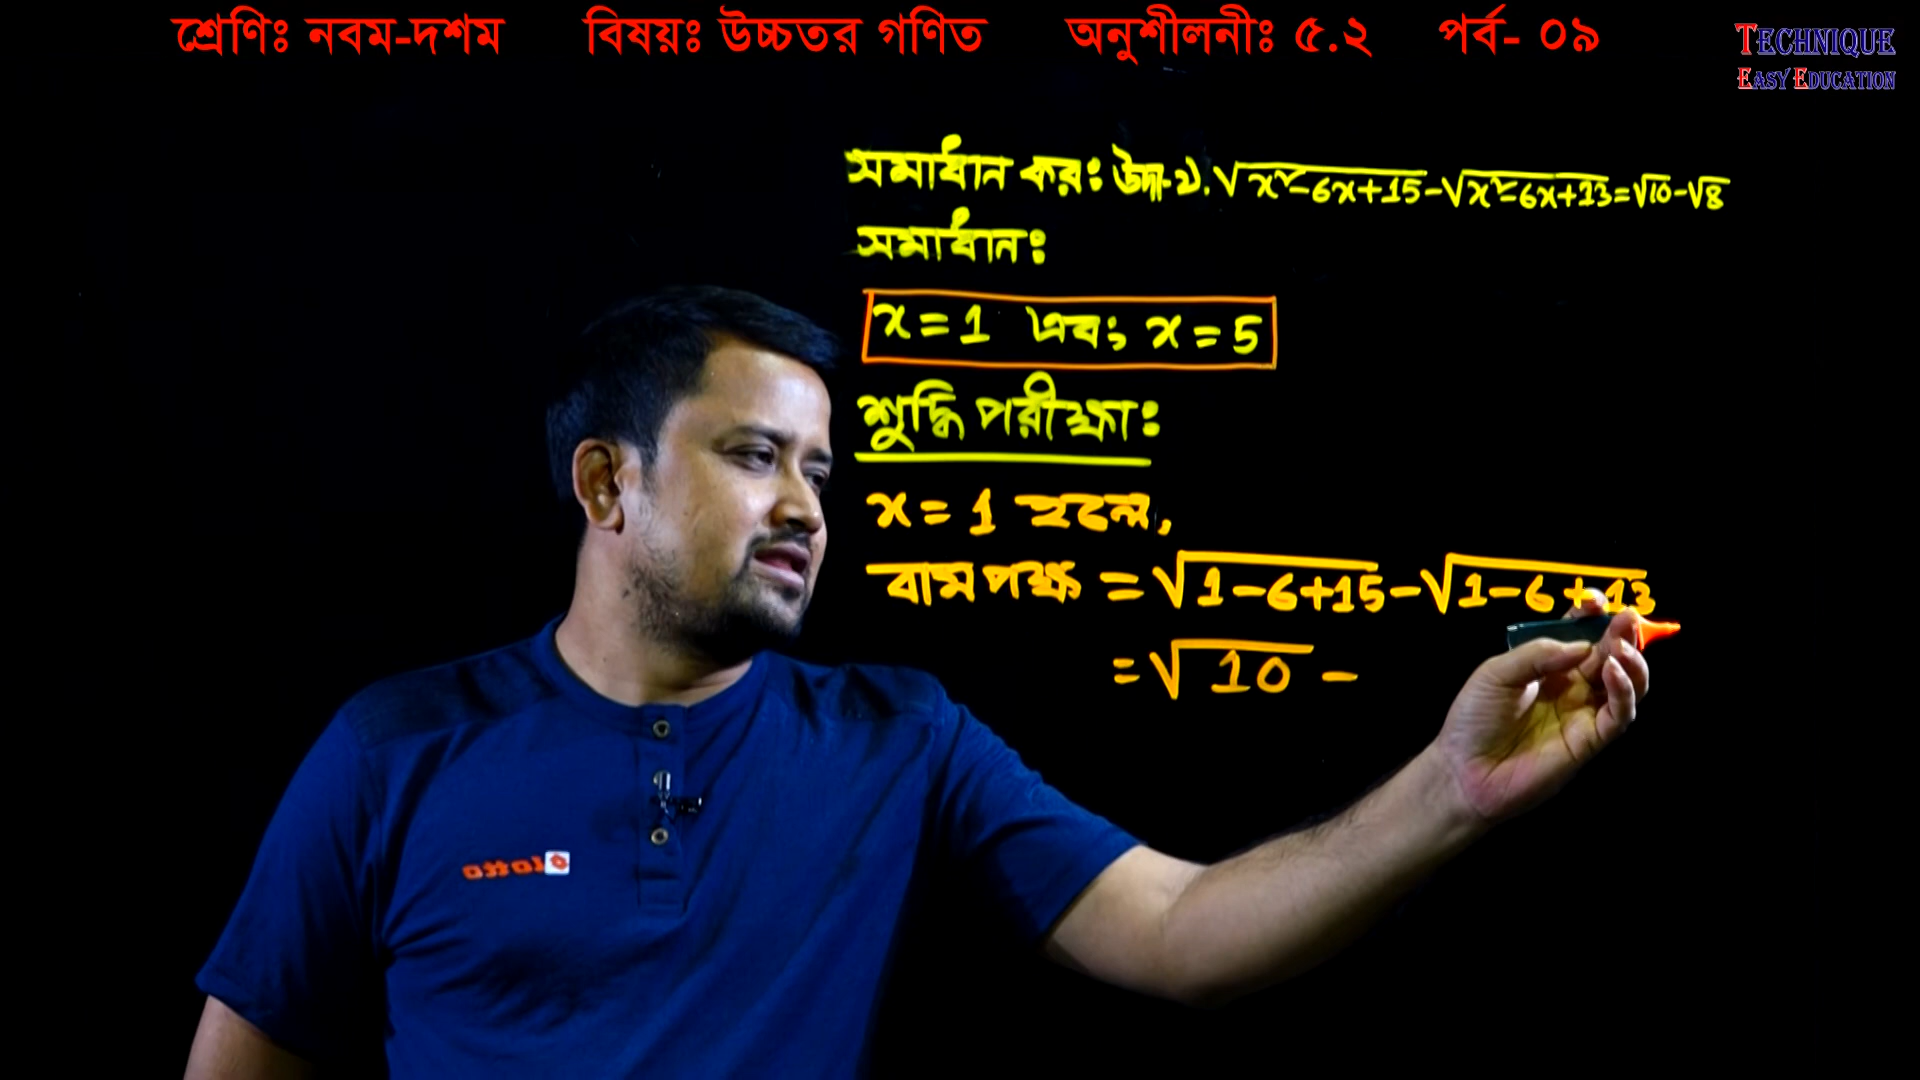 শ্রেণিঃ নবম-দশম বিষয়ঃ উচ্চতর গণিত অনুশীলনীঃ ৫.২ পর্ব- ০৯
TECHNIQUE
EASY EDUCATION
সমাধান করঃ উদা-১. √x²-6x+15-√x²-6x+13=√10-√8
সমাধানঃ
x=1 এবং x=5
শুদ্ধি পরীক্ষাঃ
x=1 হলে,
বামপক্ষ =√1-6+15-√1-6+13
=√10 -
lotto